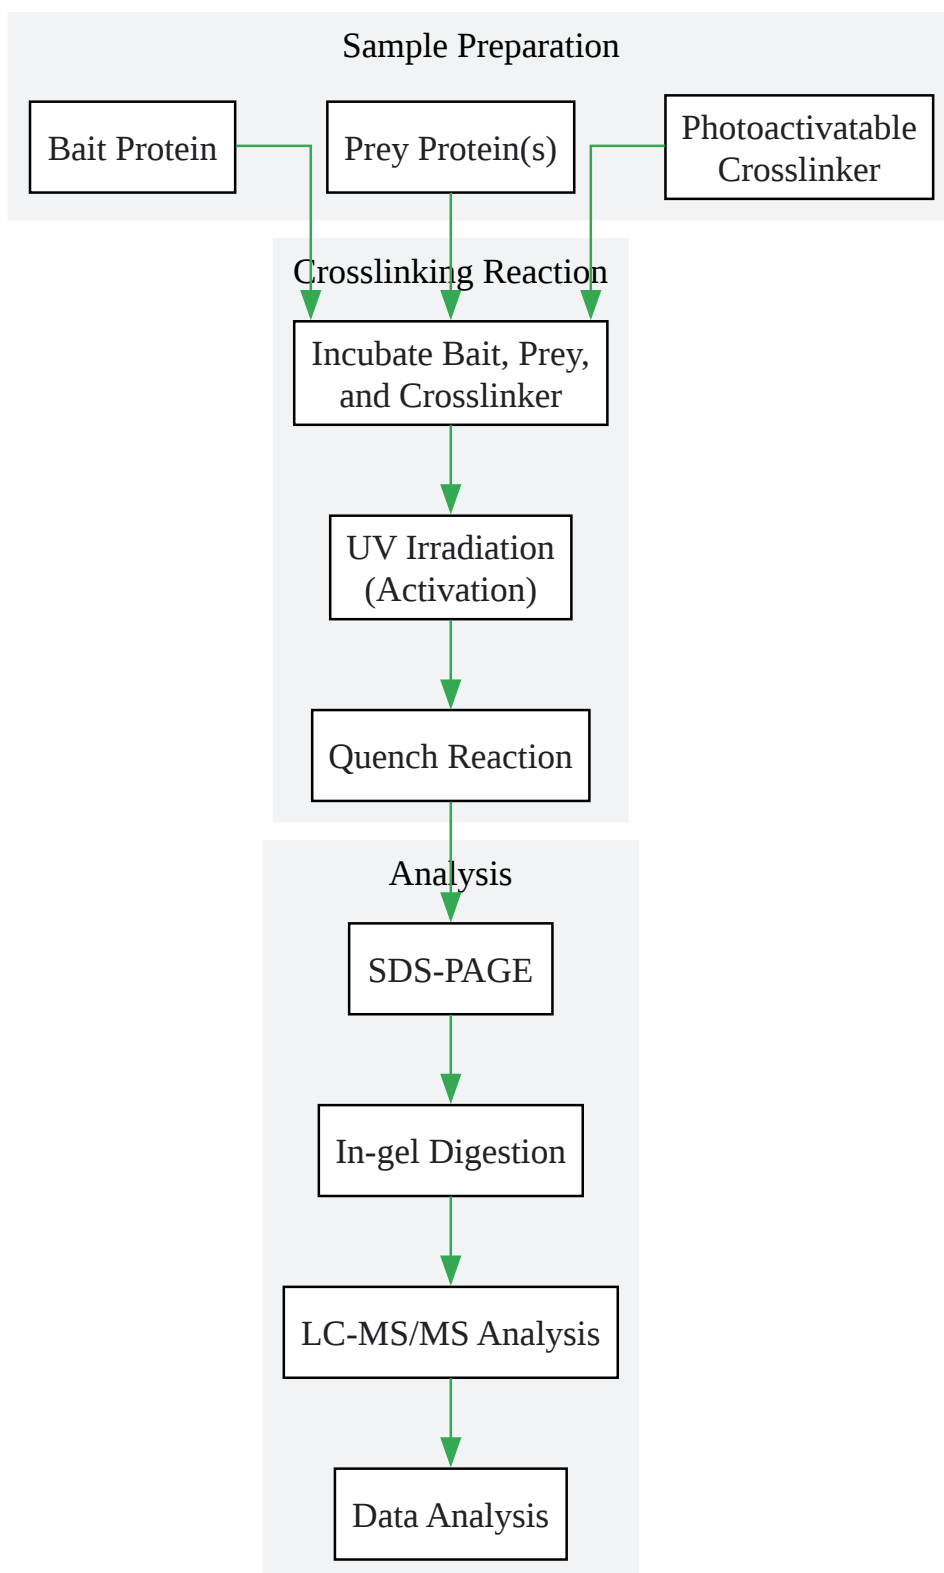 Sample Preparation
Bait Protein
Prey Protein(s)
Photoactivatable
Crosslinker
Crosslinking Reaction
Incubate Bait, Prey,
and Crosslinker
UV Irradiation
(Activation)
Quench Reaction
Analysis
SDS-PAGE
In-gel Digestion
LC-MS/MS Analysis
Data Analysis